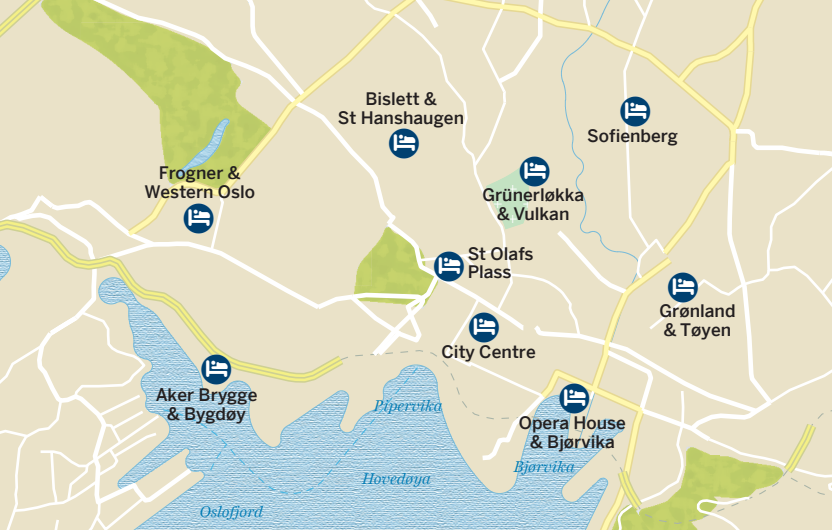 Bislett &
St Hanshaugen
Sofienberg
Frogner &
Western Oslo
Grünerløkka
& Vulkan
St Olafs
Plass
Grønland
& Tøyen
City Centre
Aker Brygge
& Bygdøy
Pipervika
Opera House
& Bjørvika
Bjørvika
Hovedøya
Oslofjord